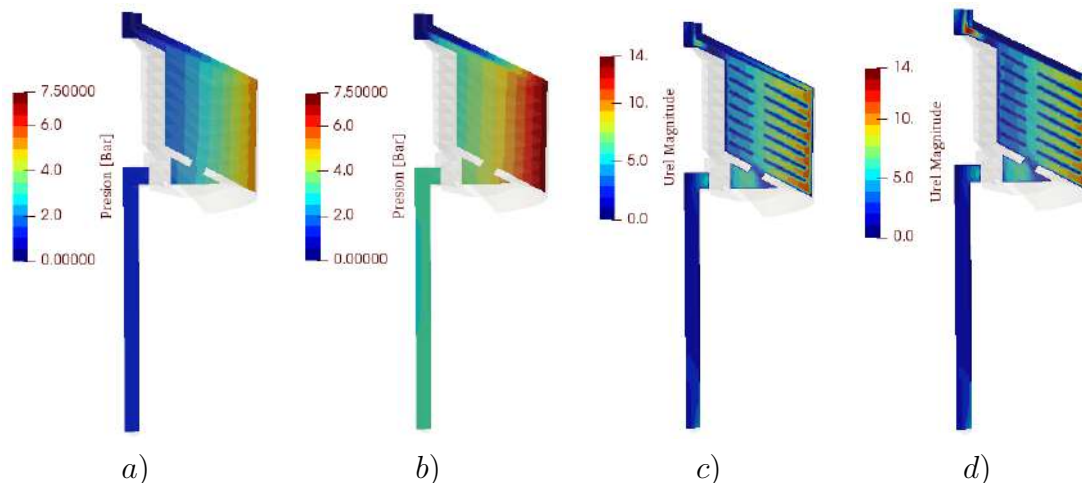 7.50000
6.0
4.0
2.0
0.00000
Presion [Bar]
7.50000
6.0
4.0
2.0
0.00000
Presion [Bar]
14.
10.
5.0
0.0
Urel Magnitude
14.
10.
5.0
0.0
Urel Magnitude
a)
b)
c)
d)